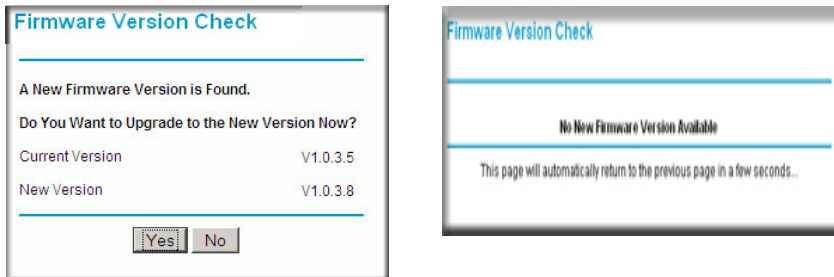 Firmware Version Check
A New Firmware Version is Found.
Do You Want to Upgrade to the New Version Now?
Current Version V1.0.3.5
New Version V1.0.3.8
Yes No
Firmware Version Check
No New Firmware Version Available
This page will automatically return to the previous page in a few seconds...